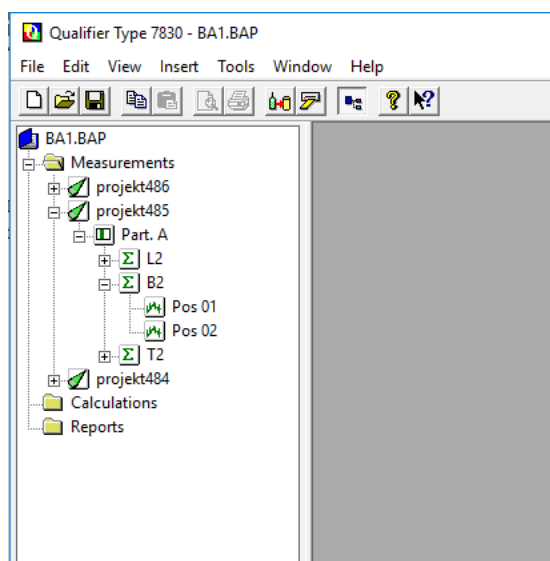 Qualifier Type 7830 - BA1.BAP
File Edit View Insert Tools Window Help
BA1.BAP
Measurements
projekt486
projekt485
Part. A
L2
B2
Pos 01
Pos 02
T2
projekt484
Calculations
Reports